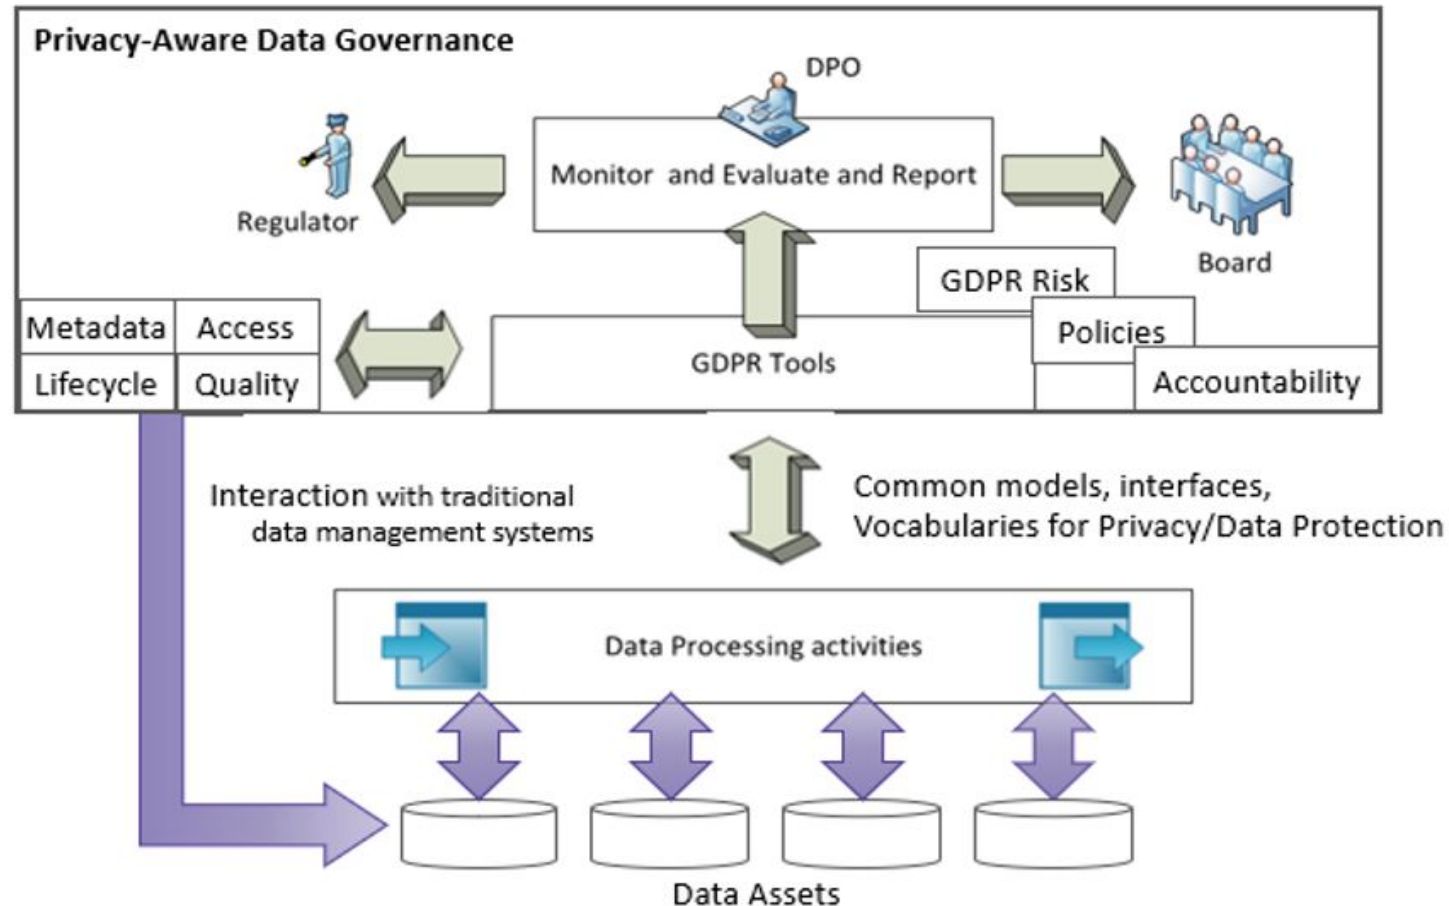 Privacy-Aware Data Governance
DPO
Monitor and Evaluate and Report
Regulator
Board
GDPR Risk
Metadata
Access
Policies
GDPR Tools
Lifecycle
Quality
Accountability
Interaction with traditional
data management systems
Common models, interfaces,
Vocabularies for Privacy/Data Protection
Data Processing activities
Data Assets